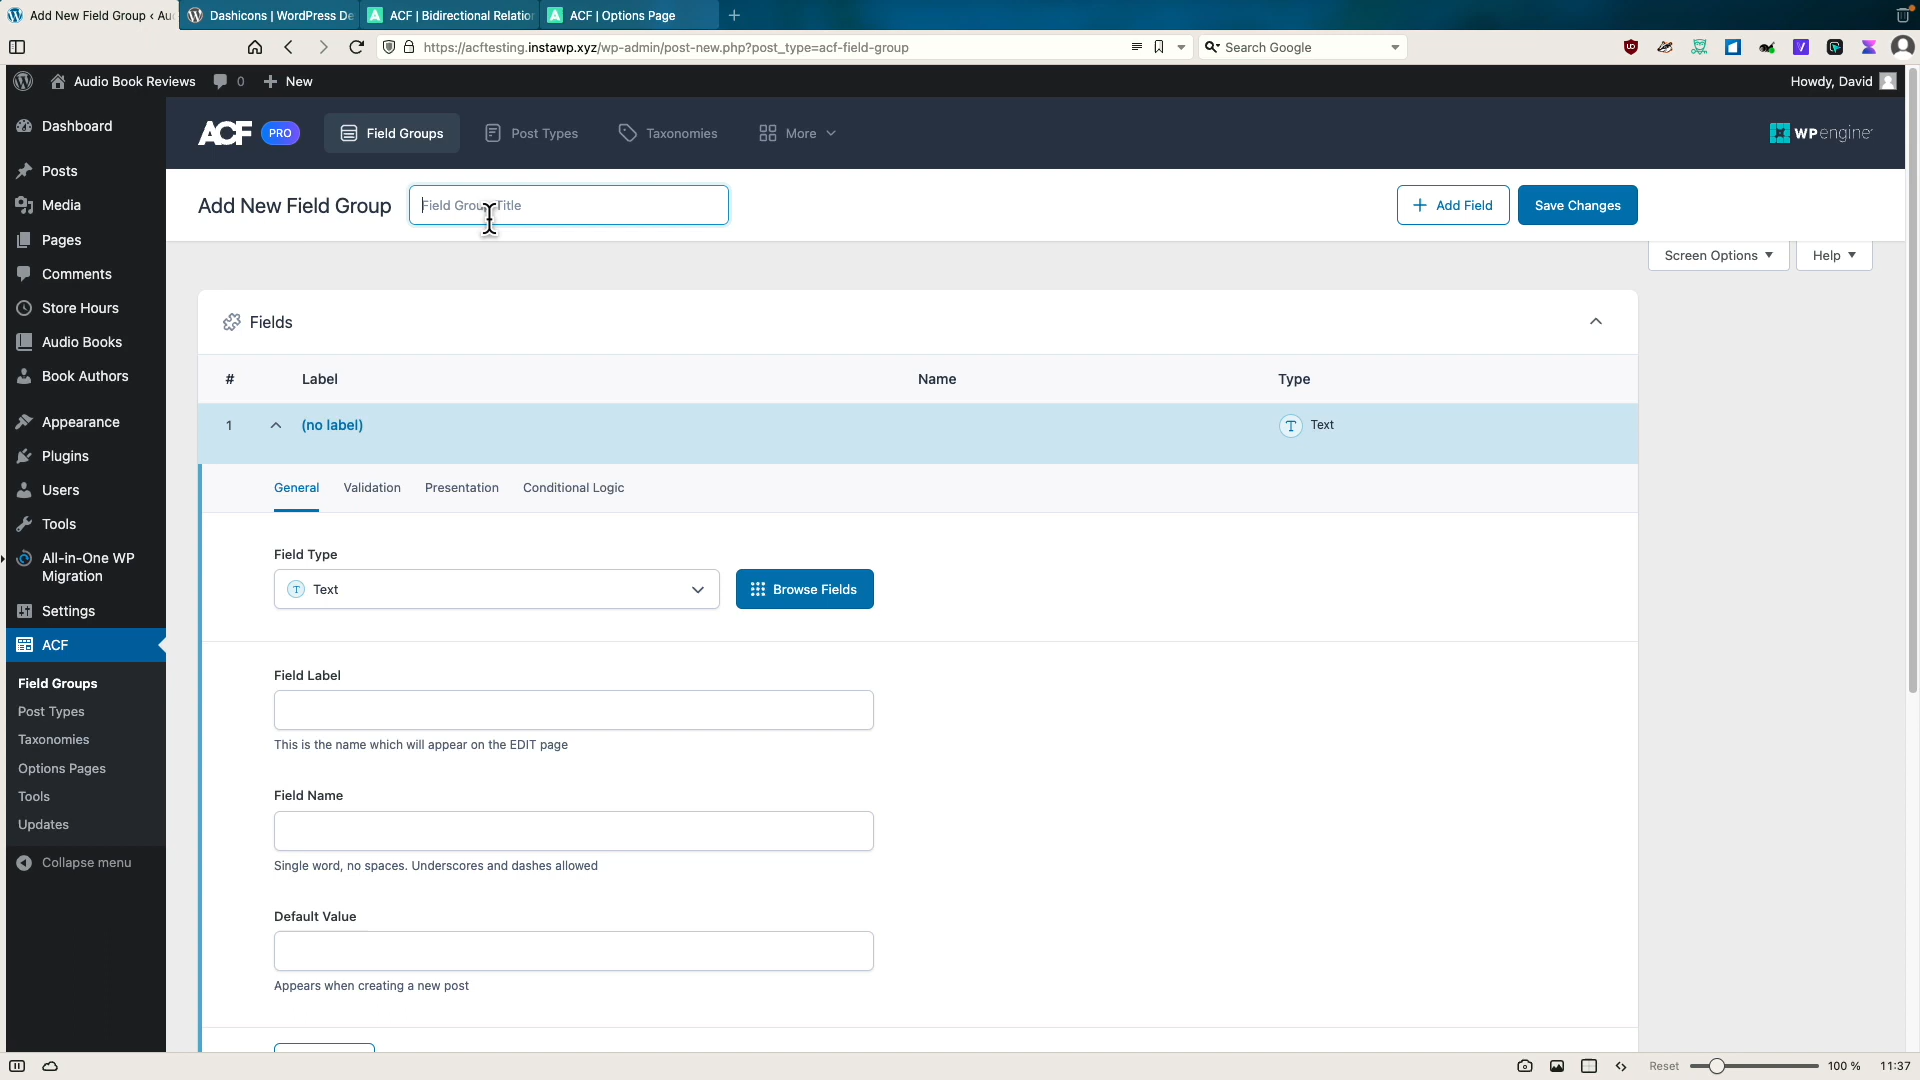 Add New Field Group ‹ Au
Dashicons | WordPress De
ACF | Bidirectional Relatio
ACF | Options Page
https://acftesting.instawp.xyz/wp-admin/post-new.php?post_type=acf-field-group
Search Google
Audio Book Reviews
0
New
Howdy, David
Dashboard
Posts
Media
Pages
Comments
Store Hours
Audio Books
Book Authors
Appearance
Plugins
Users
Tools
All-in-One WP
Migration
Settings
ACF
Field Groups
Post Types
Taxonomies
Options Pages
Tools
Updates
Collapse menu
ACF PRO
Field Groups
Post Types
Taxonomies
More
WP engine
Add New Field Group
Field Group Title
Add Field
Save Changes
Screen Options
Help
Fields
# Label Name Type
1 (no label) Text
General Validation Presentation Conditional Logic
Field Type
Text
Browse Fields
Field Label
This is the name which will appear on the EDIT page
Field Name
Single word, no spaces. Underscores and dashes allowed
Default Value
Appears when creating a new post
Reset
100 %
11:37